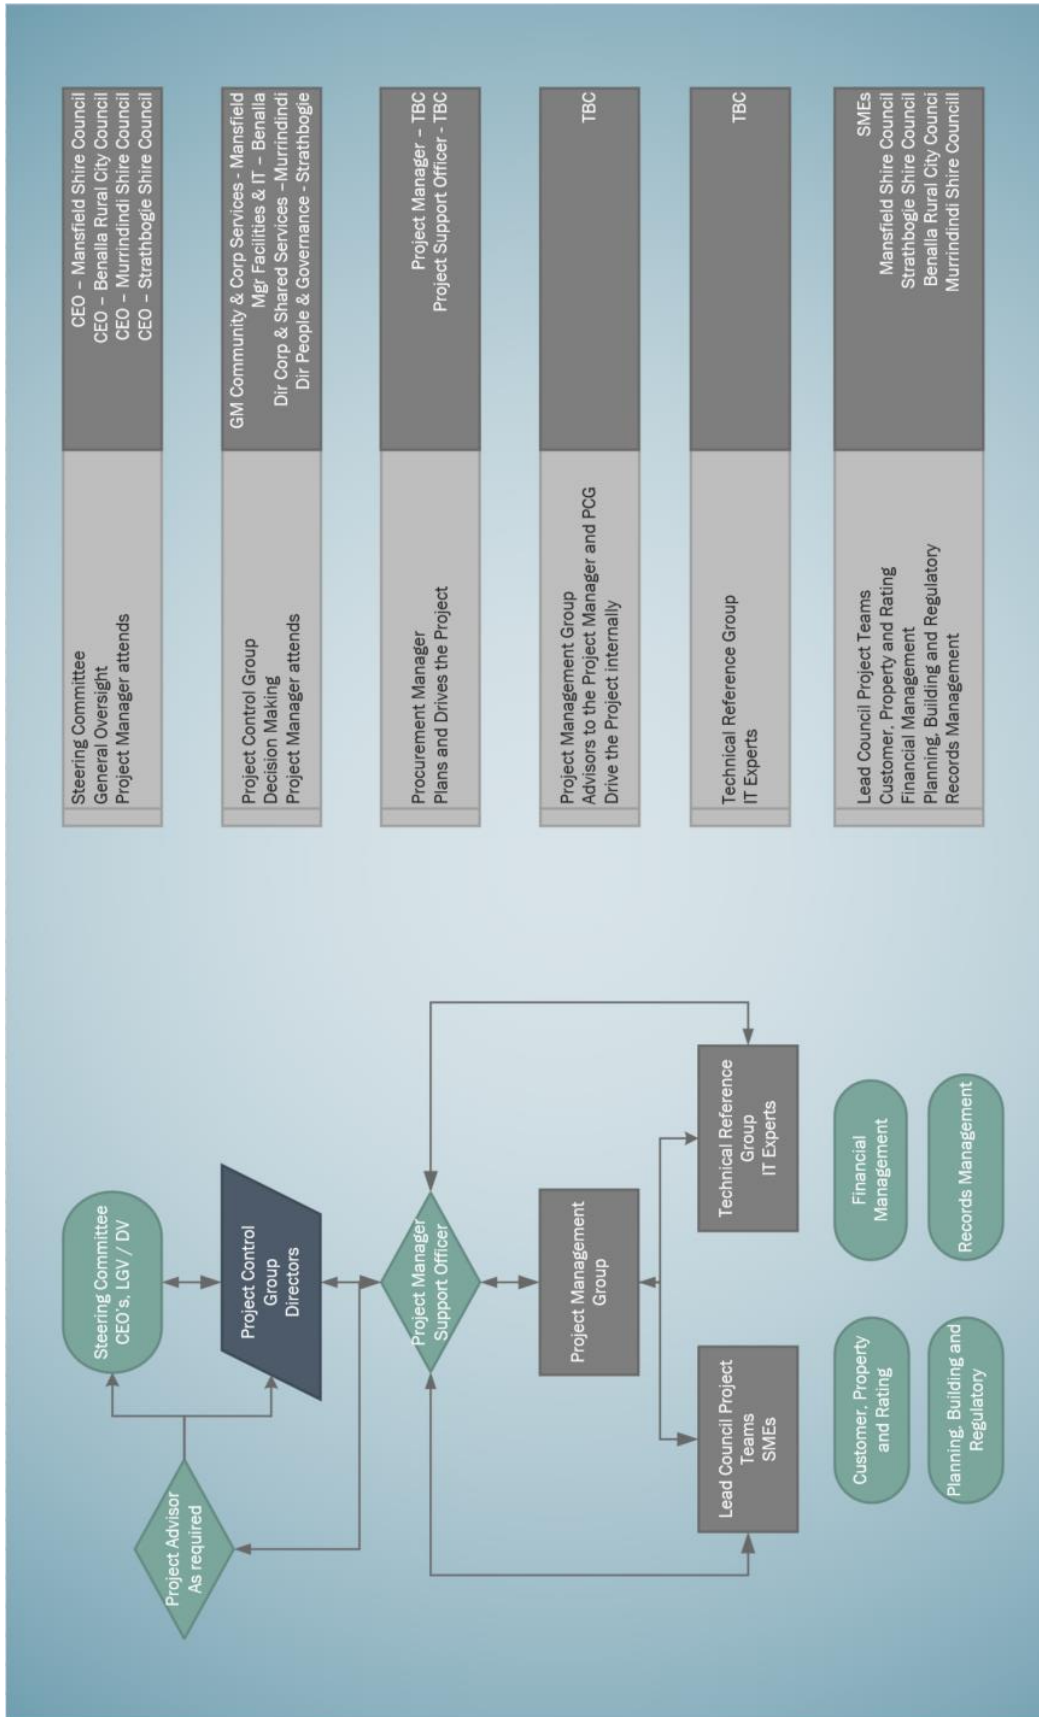 Steering Committee
CEO's, LGV / DV
Project Advisor
As required
Project Control
Group
Directors
Project Manager
Support Officer
Project Management
Group
Lead Council Project
Teams
SMEs
Technical Reference
Group
IT Experts
Customer, Property
and Rating
Financial
Management
Planning, Building and
Regulatory
Records Management
Steering Committee
General Oversight
Project Manager attends
CEO – Mansfield Shire Council
CEO – Benalla Rural City Council
CEO – Murrindindi Shire Council
CEO – Strathbogie Shire Council
Project Control Group
Decision Making
Project Manager attends
GM Community & Corp Services - Mansfield
Mgr Facilities & IT – Benalla
Dir Corp & Shared Services –Murrindindi
Dir People & Governance - Strathbogie
Procurement Manager
Plans and Drives the Project
Project Manager – TBC
Project Support Officer - TBC
Project Management Group
Advisors to the Project Manager and PCG
Drive the Project internally
TBC
Technical Reference Group
IT Experts
TBC
Lead Council Project Teams
Customer, Property and Rating
Financial Management
Planning, Building and Regulatory
Records Management
SMEs
Mansfield Shire Council
Strathbogie Shire Council
Benalla Rural City Council
Murrindindi Shire Councill